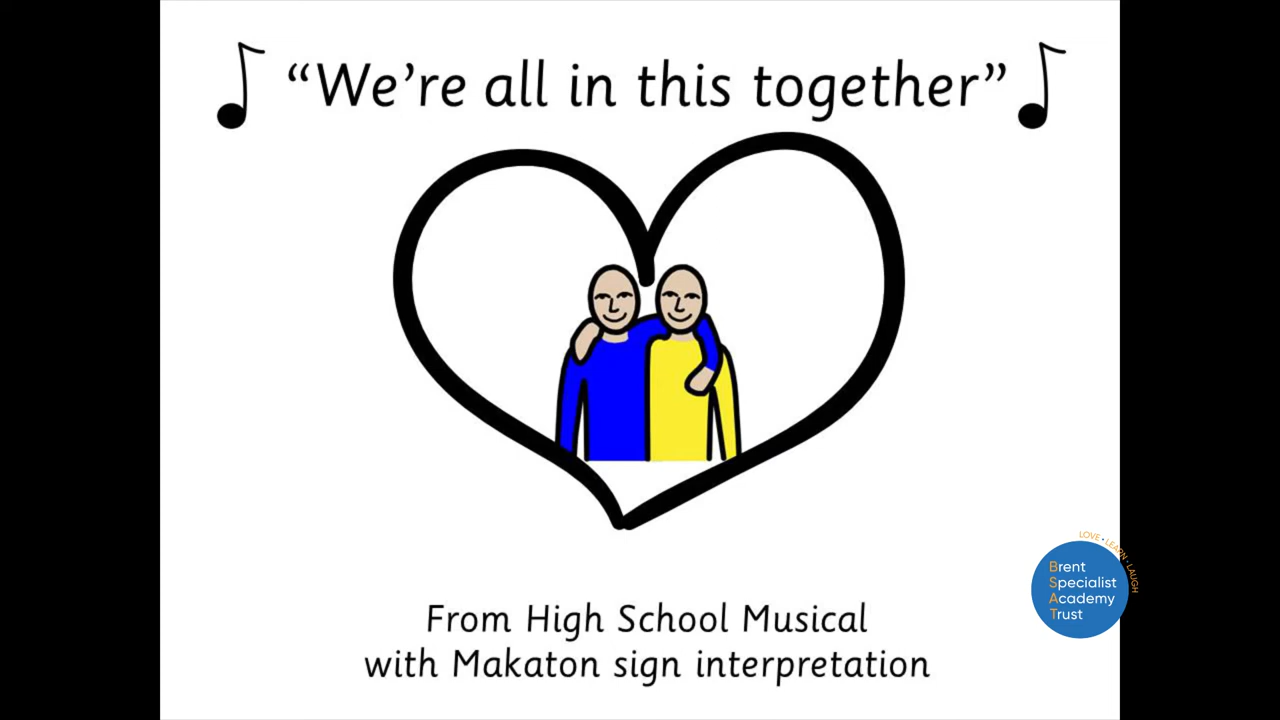 “We’re all in this together”
From High School Musical
with Makaton sign interpretation
LOVE • LEARN • LAUGH
Brent
Specialist
Academy
Trust